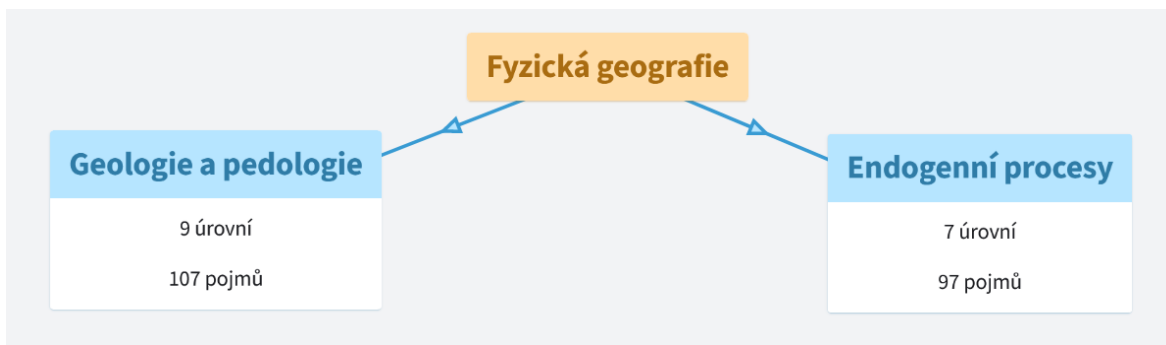 Fyzická geografie
Geologie a pedologie
9 úrovní
107 pojmů
Endogenní procesy
7 úrovní
97 pojmů